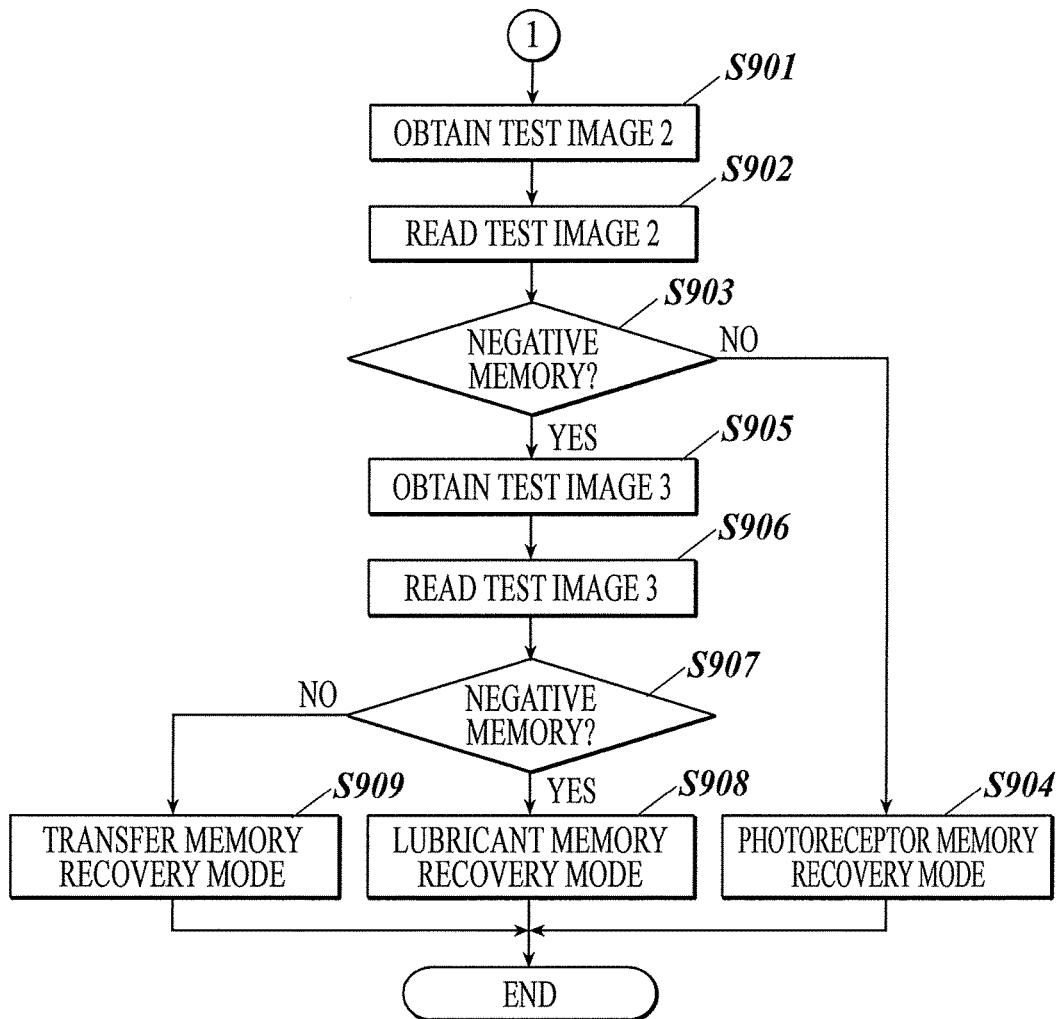 1
S901
OBTAIN TEST IMAGE 2
S902
READ TEST IMAGE 2
S903
NEGATIVE
MEMORY?
NO
YES
S905
OBTAIN TEST IMAGE 3
S906
READ TEST IMAGE 3
S907
NEGATIVE
MEMORY?
NO
YES
S909
TRANSFER MEMORY
RECOVERY MODE
S908
LUBRICANT MEMORY
RECOVERY MODE
S904
PHOTORECEPTOR MEMORY
RECOVERY MODE
END